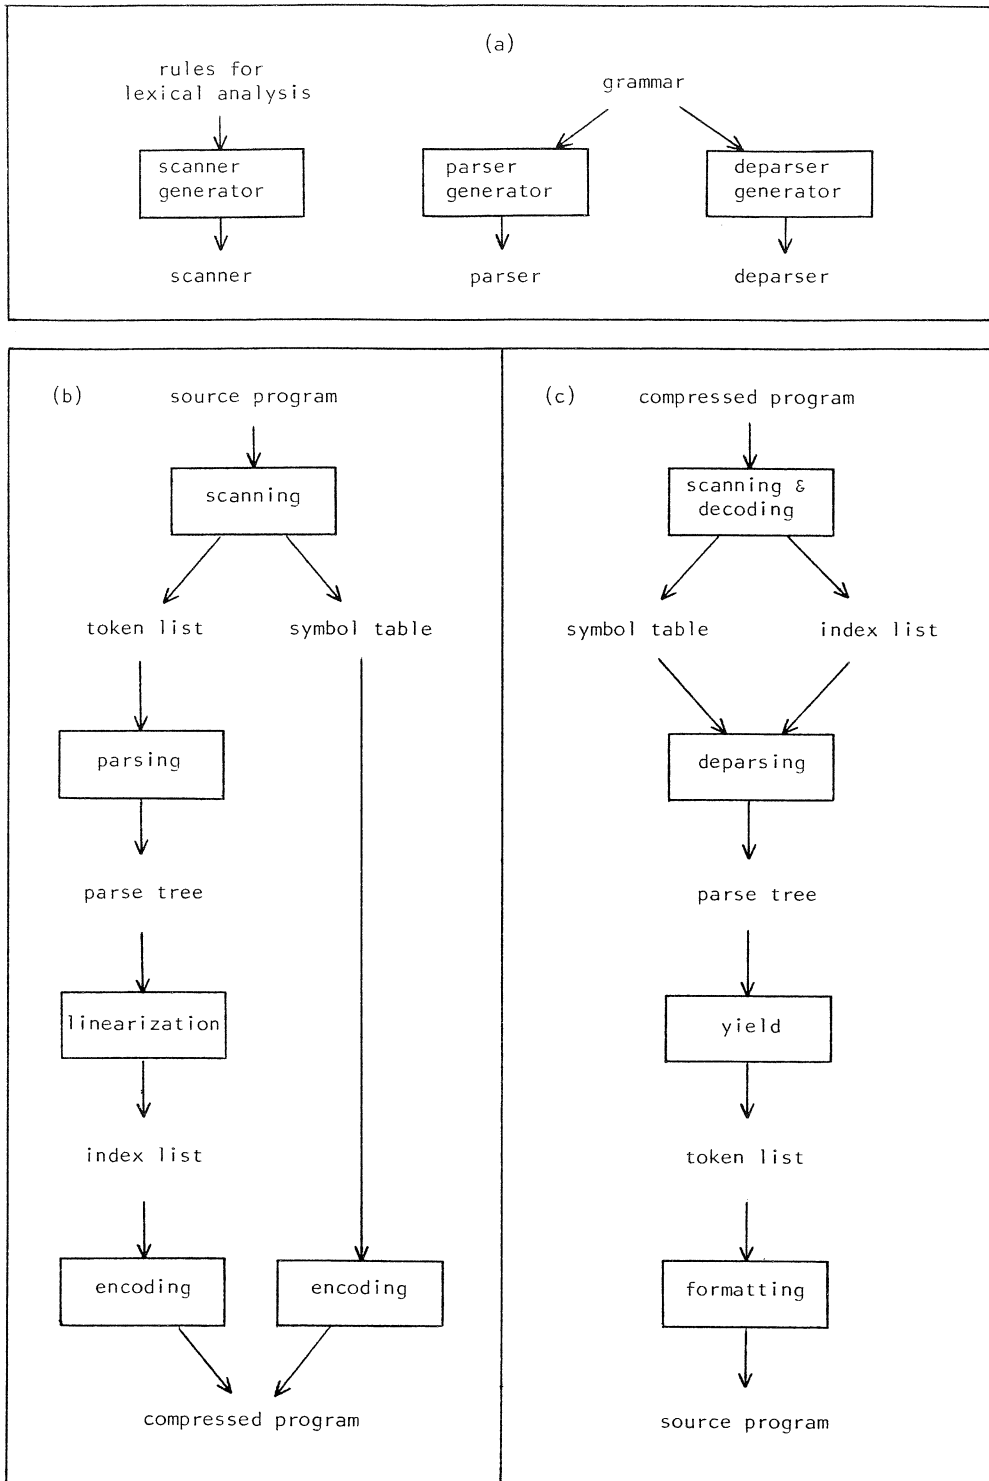 (a)
rules for
lexical analysis
grammar
scanner
generator
parser
generator
deparser
generator
scanner
parser
deparser
(b)
source program
scanning
token list
symbol table
parsing
parse tree
linearization
index list
encoding
encoding
compressed program
(c)
compressed program
scanning &
decoding
symbol table
index list
deparsing
parse tree
yield
token list
formatting
source program